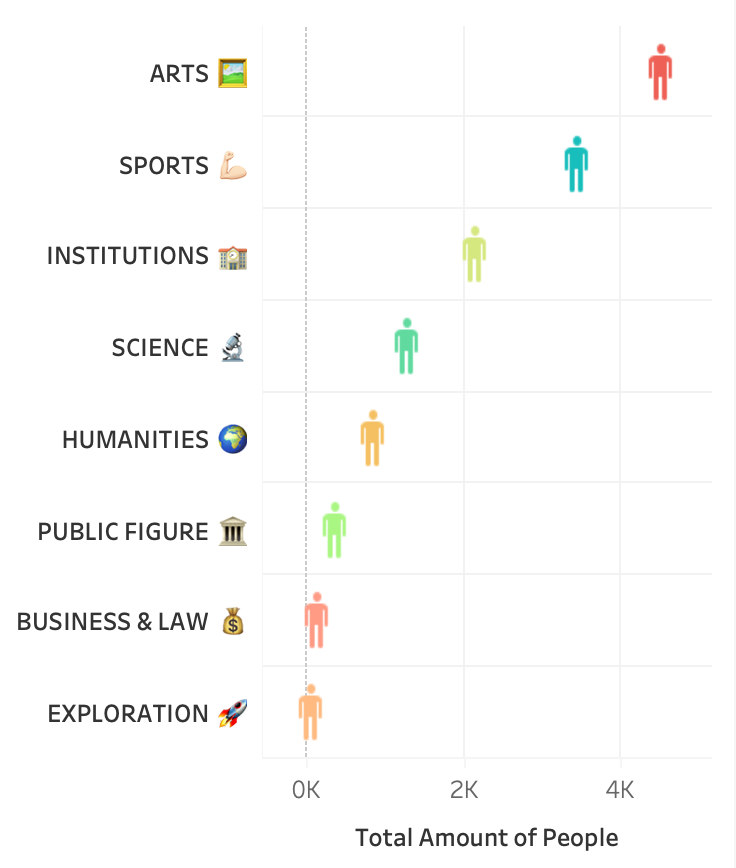 ARTS
SPORTS
INSTITUTIONS
SCIENCE
HUMANITIES
PUBLIC FIGURE
BUSINESS & LAW
EXPLORATION
0K 2K 4K
Total Amount of People